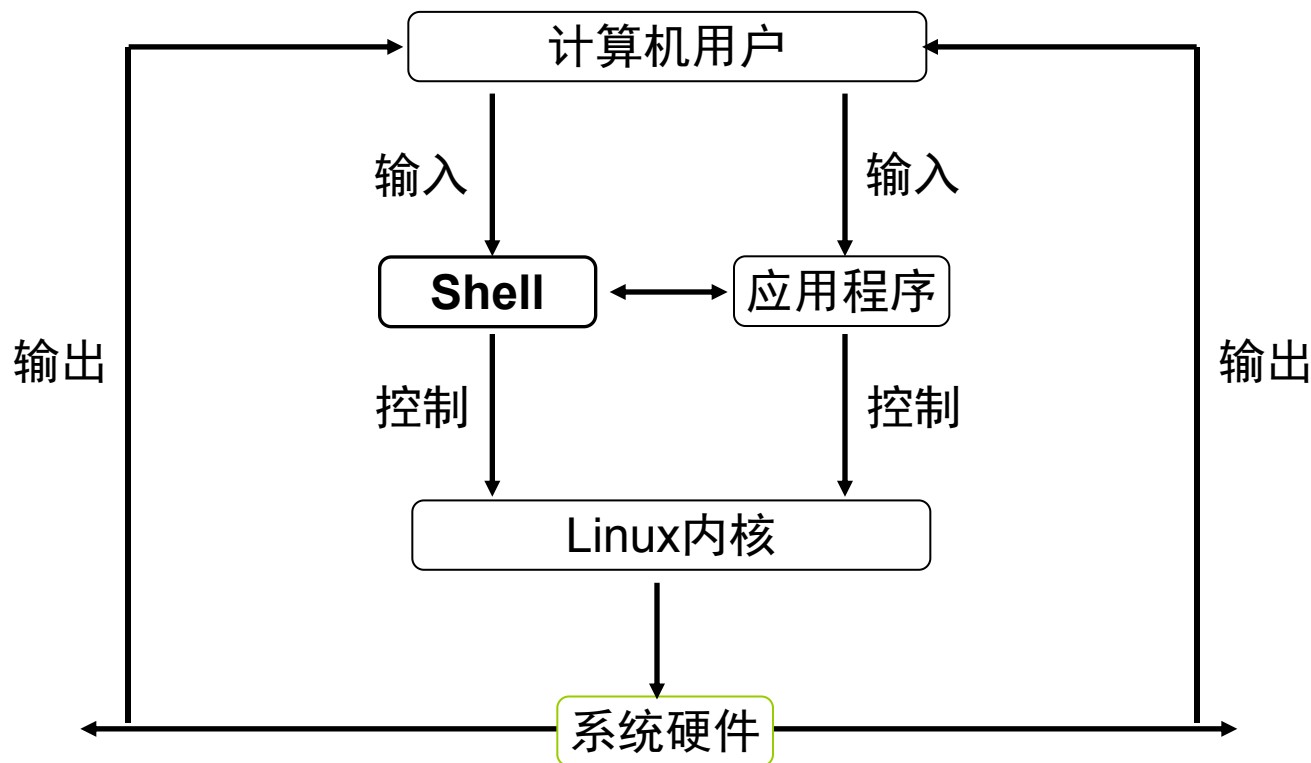 计算机用户
输入
输入
Shell
应用程序
输出
输出
控制
控制
Linux内核
系统硬件